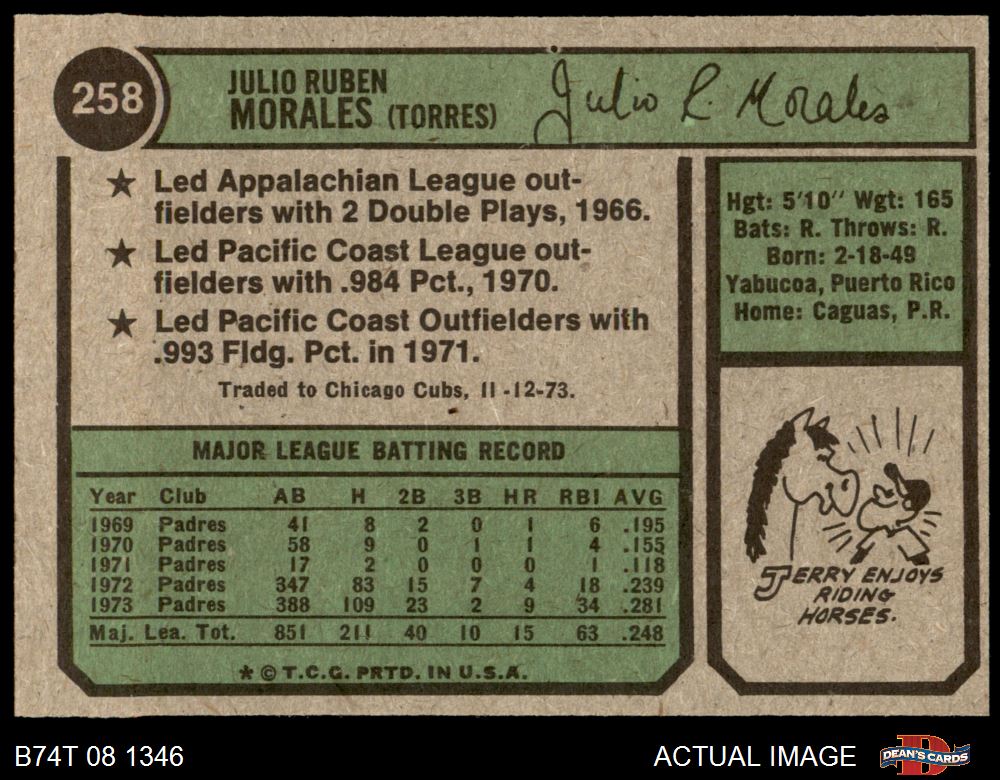 258
JULIO RUBEN
MORALES (TORRES)
Julio R. Morales
★ Led Appalachian League out-
fielders with 2 Double Plays, 1966.
★ Led Pacific Coast League out-
fielders with .984 Pct., 1970.
★ Led Pacific Coast Outfielders with
.993 Fldg. Pct. in 1971.
Traded to Chicago Cubs, 11-12-73.
Hgt: 5'10" Wgt: 165
Bats: R. Throws: R.
Born: 2-18-49
Yabucoa, Puerto Rico
Home: Caguas, P.R.
MAJOR LEAGUE BATTING RECORD
Year Club AB H 2B 3B HR RBI AVG
1969 Padres 41 8 2 0 1 6 .195
1970 Padres 58 9 0 1 1 4 .155
1971 Padres 17 2 0 0 0 1 .118
1972 Padres 347 83 15 7 4 18 .239
1973 Padres 388 109 23 2 9 34 .281
Maj. Lea. Tot. 851 211 40 10 15 63 .248
* © T.C.G. PRTD. IN U.S.A.
JERRY ENJOYS
RIDING
HORSES.
B74T 08 1346
ACTUAL IMAGE
DEAN'S CARDS